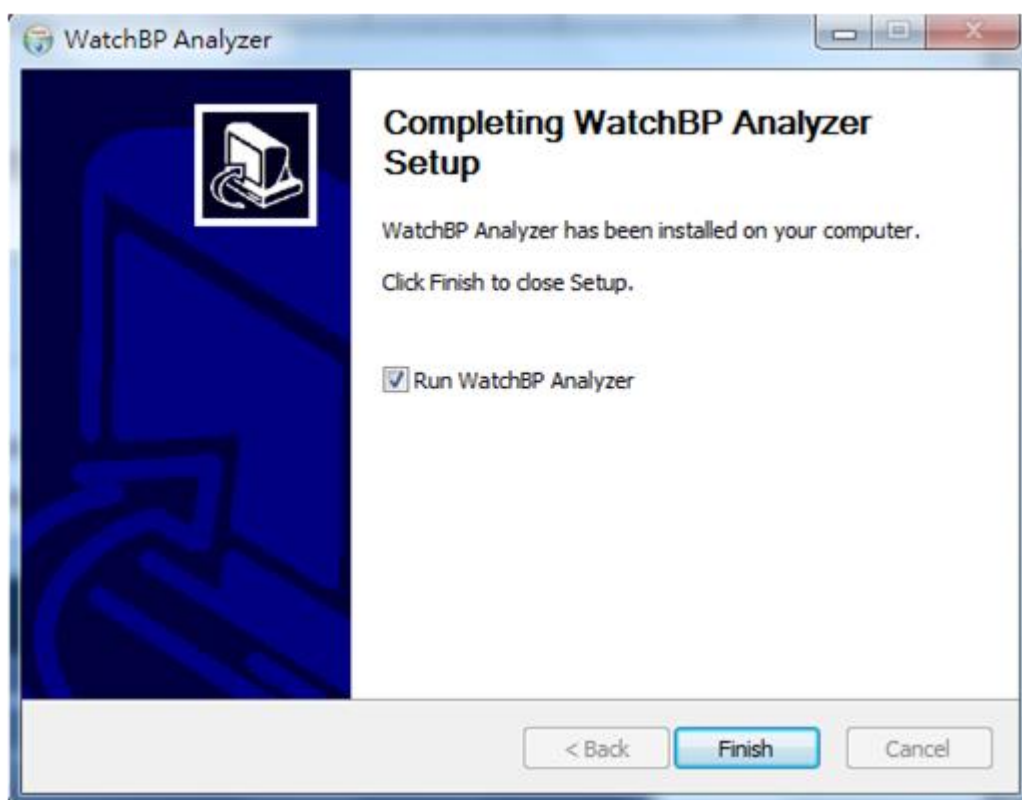 WatchBP Analyzer
Completing WatchBP Analyzer
Setup
WatchBP Analyzer has been installed on your computer.
Click Finish to close Setup.
Run WatchBP Analyzer
< Back
Finish
Cancel